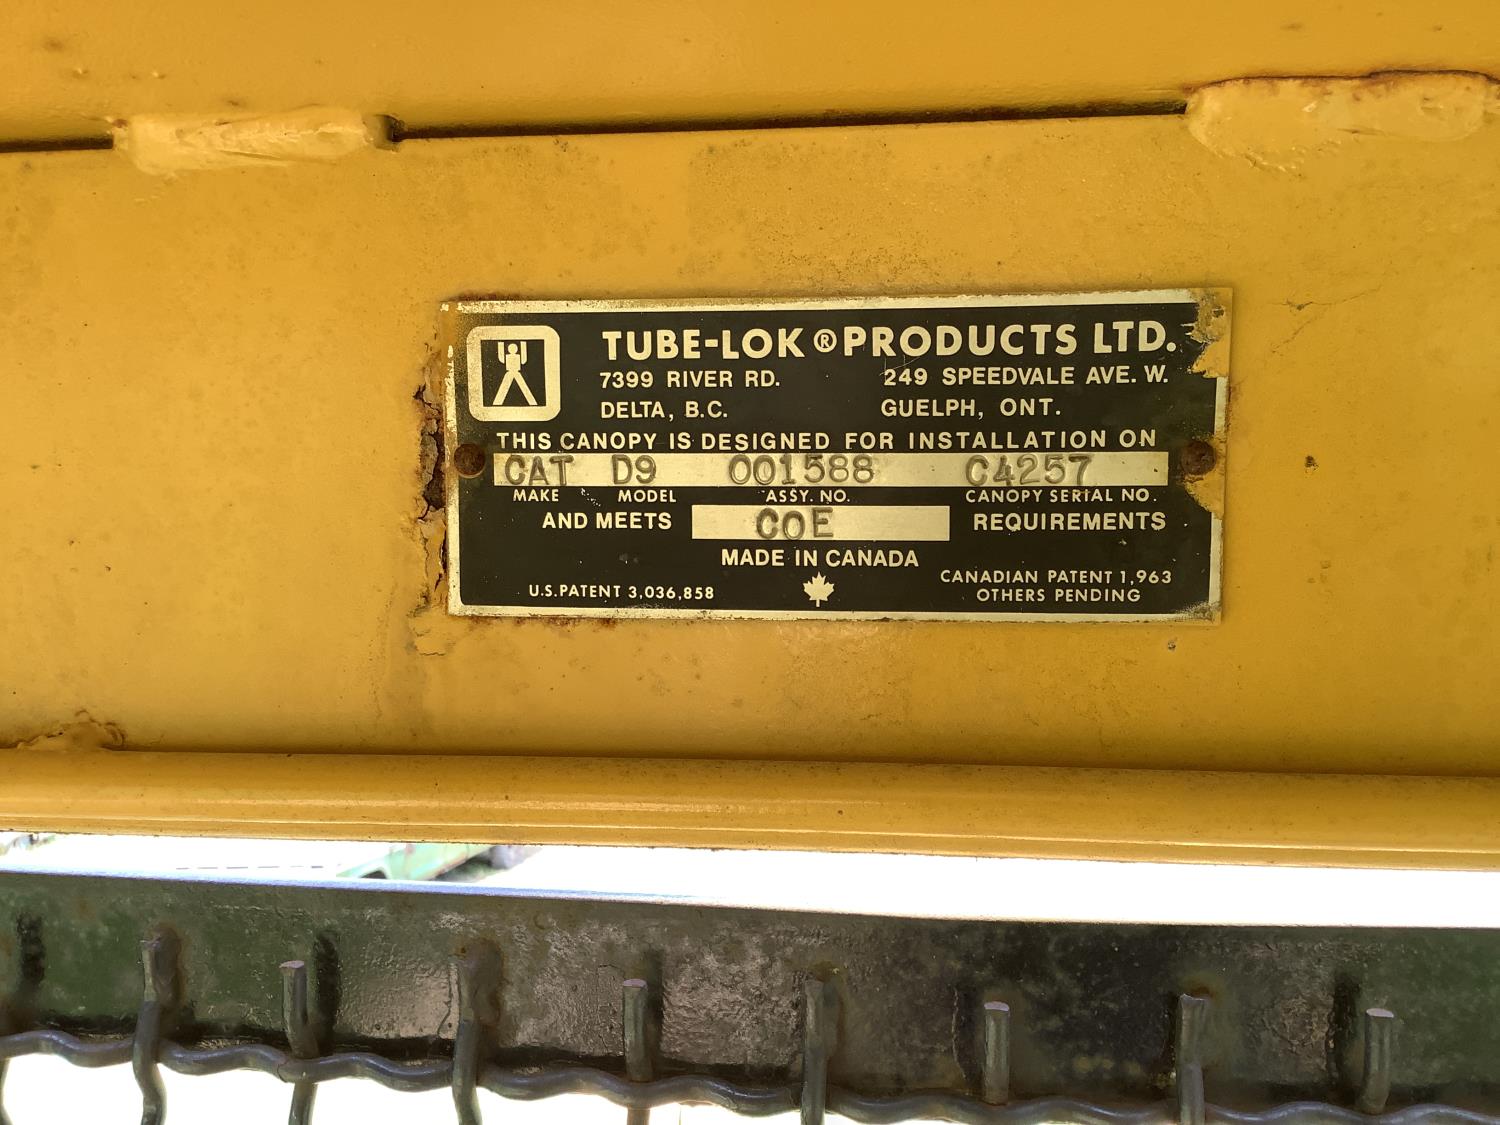 TUBE-LOK ® PRODUCTS LTD.
7399 RIVER RD. 249 SPEEDVALE AVE. W.
DELTA, B.C. GUELPH, ONT.
THIS CANOPY IS DESIGNED FOR INSTALLATION ON
CAT D9 001588 C4257
MAKE MODEL ASSY. NO. CANOPY SERIAL NO.
AND MEETS COE REQUIREMENTS
MADE IN CANADA
U.S. PATENT 3,036,858 CANADIAN PATENT 1,963
OTHERS PENDING